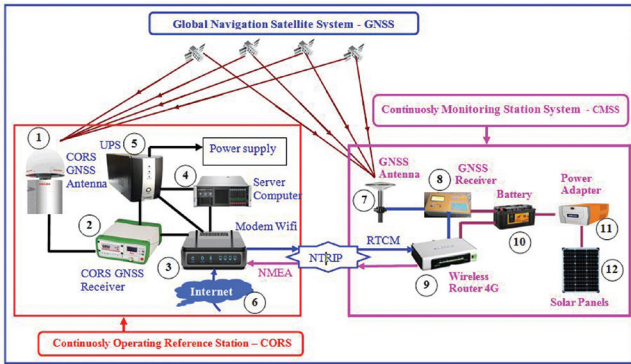 Global Navigation Satellite System - GNSS
Continuosly Monitoring Station System - CMSS
1
CORS
GNSS
Antenna
UPS
5
Power supply
4
Server
Computer
2
CORS GNSS
Receiver
Modem Wifi
3
Internet
6
NMEA
NTRIP
RTCM
GNSS
Antenna
7
8
GNSS
Receiver
Battery
10
Power
Adapter
11
9
Wireless
Router 4G
12
Solar Panels
Continuosly Operating Reference Station – CORS